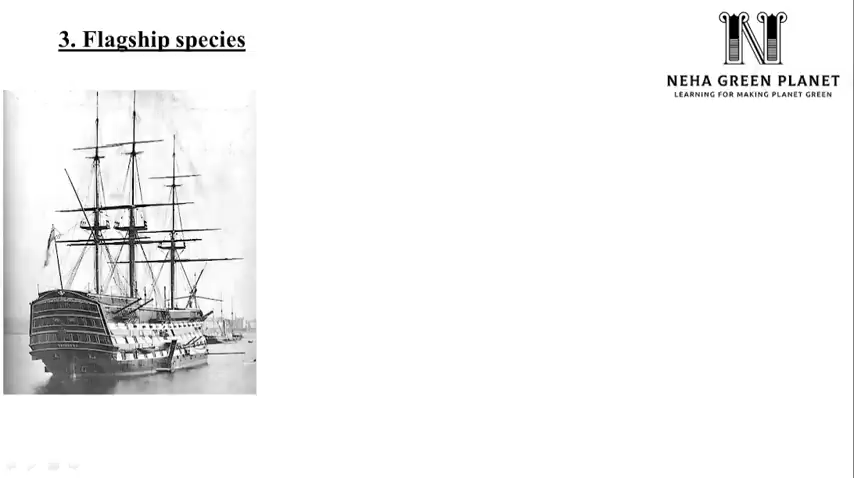 3. Flagship species
NEHA GREEN PLANET
LEARNING FOR MAKING PLANET GREEN